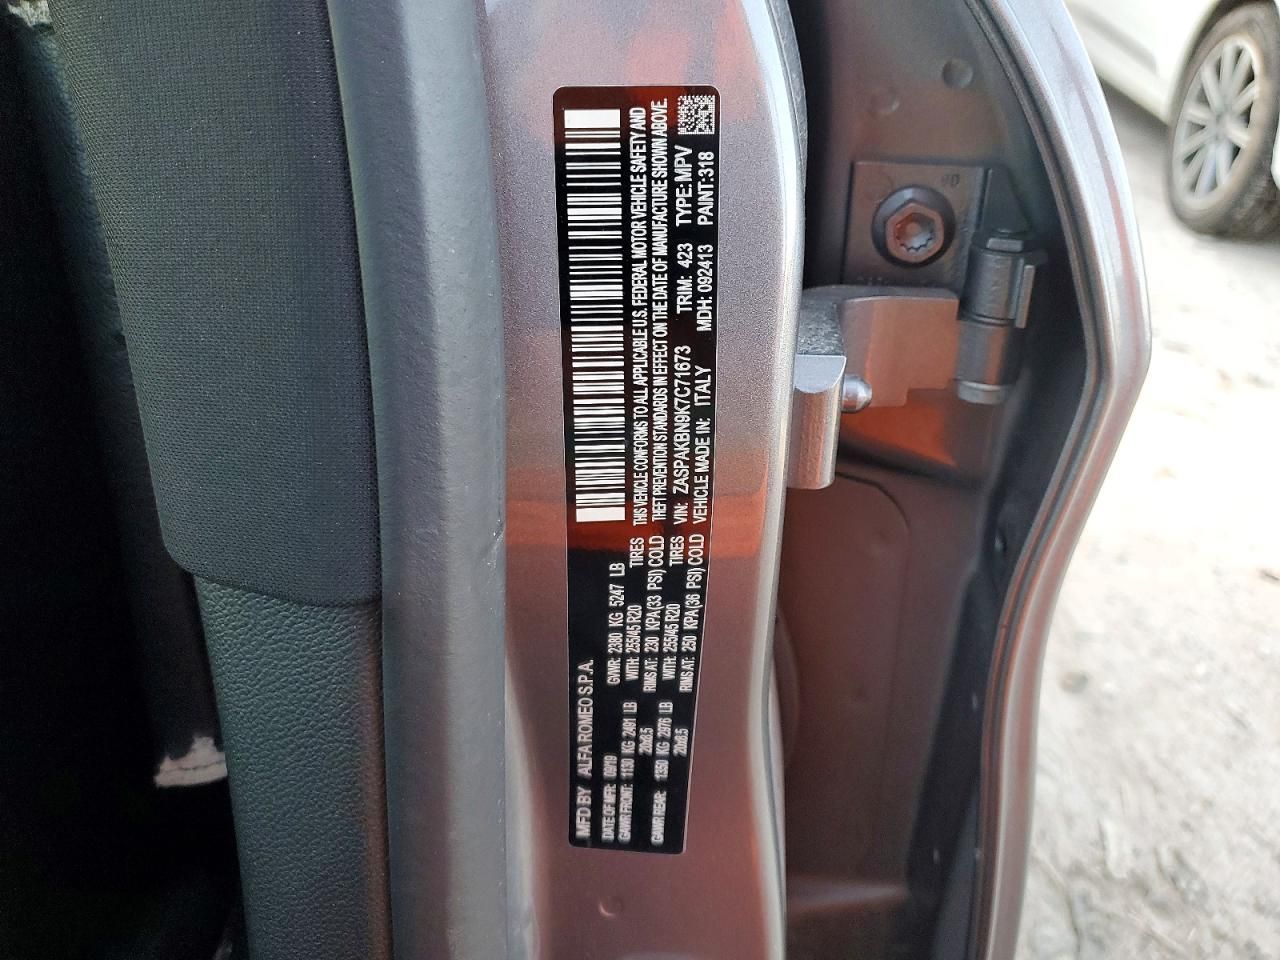 MFD BY ALFA ROMEO S.P.A.
DATE OF MFR: 09/19 GVWR: 2380 KG 5247 LB
GAWR FRONT: 1130 KG 2491 LB WITH: 255/45 R20 TIRES
20x8.5 RIMS AT: 230 KPA(33 PSI) COLD
GAWR REAR: 1350 KG 2976 LB WITH: 255/45 R20 TIRES
20x8.5 RIMS AT: 250 KPA(36 PSI) COLD
THIS VEHICLE CONFORMS TO ALL APPLICABLE U.S. FEDERAL MOTOR VEHICLE SAFETY AND
THEFT PREVENTION STANDARDS IN EFFECT ON THE DATE OF MANUFACTURE SHOWN ABOVE.
VIN: ZASPAKBN9K7C71673 TRIM: 423 TYPE: MPV
VEHICLE MADE IN: ITALY MDH: 092413 PAINT: 318